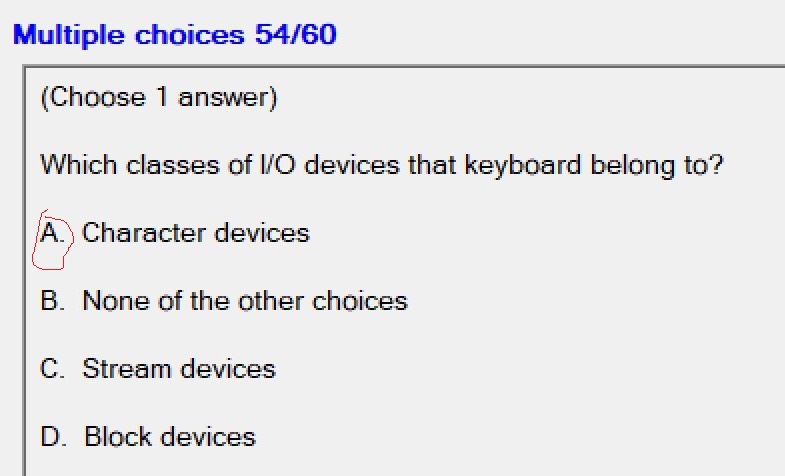 Multiple choices 54/60
(Choose 1 answer)
Which classes of I/O devices that keyboard belong to?
A. Character devices
B. None of the other choices
C. Stream devices
D. Block devices